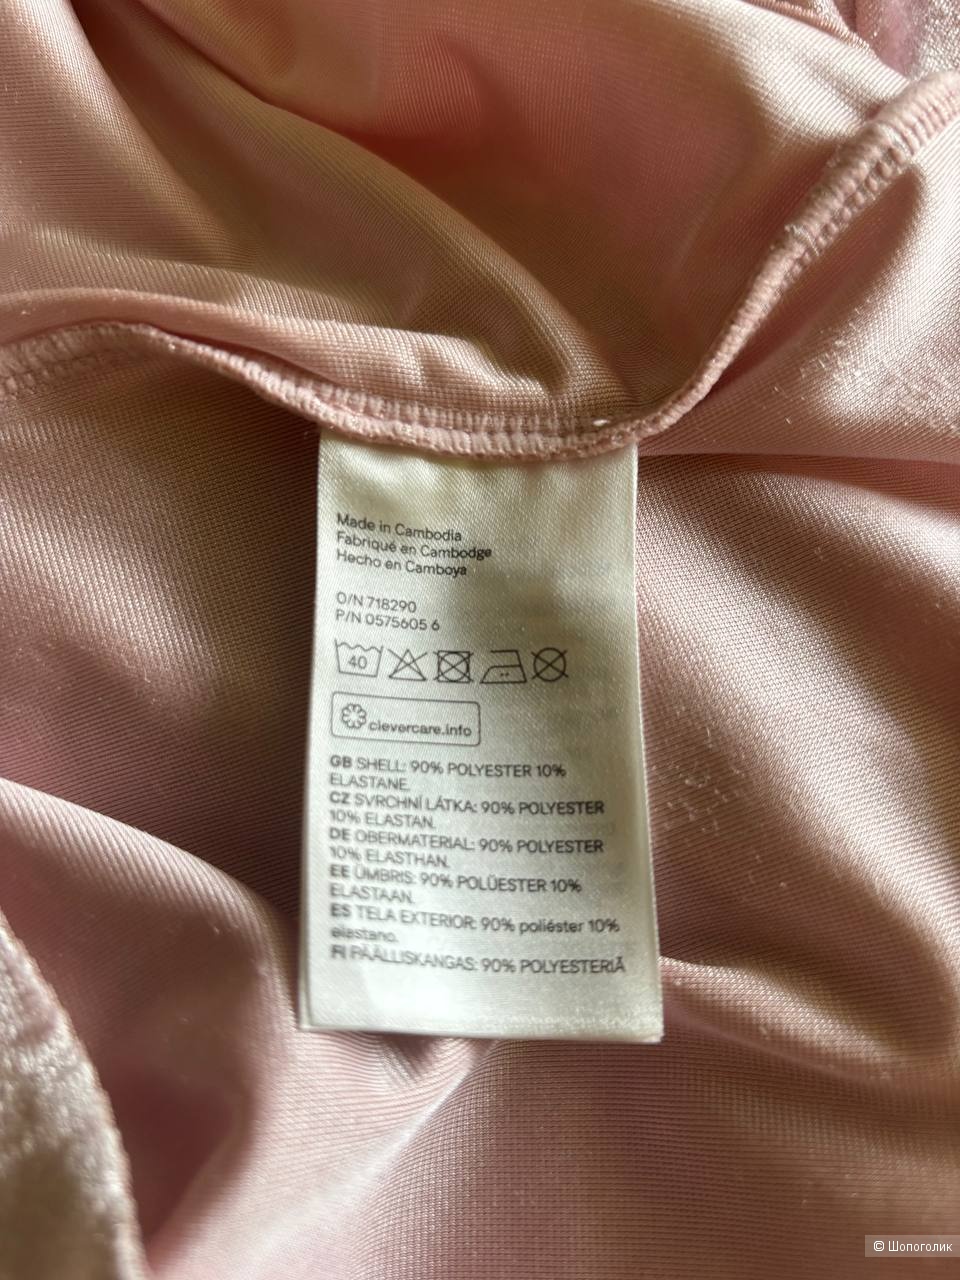 Made in Cambodia
Fabriqué en Cambodge
Hecho en Camboya
O/N 718290
P/N 0575605 6
40
clevercare.info
GB SHELL: 90% POLYESTER 10%
ELASTANE.
CZ SVRCHNÍ LÁTKA: 90% POLYESTER
10% ELASTAN.
DE OBERMATERIAL: 90% POLYESTER
10% ELASTHAN.
EE ÜMBRIS: 90% POLÜESTER 10%
ELASTAAN.
ES TELA EXTERIOR: 90% poliéster 10%
elastano.
FI PÄÄLLISKANGAS: 90% POLYESTERIÄ
© Шопоголик